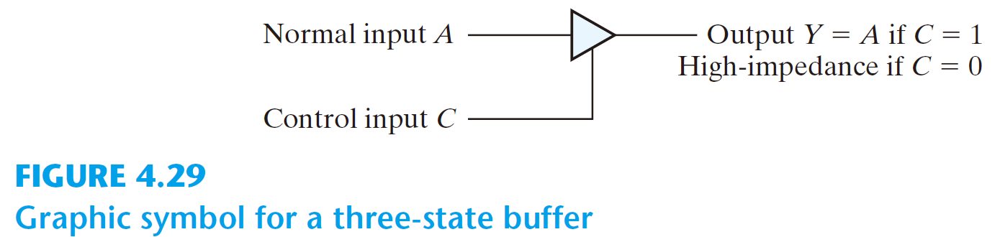 Normal input A
Output Y = A if C = 1
High-impedance if C = 0
Control input C
FIGURE 4.29
Graphic symbol for a three-state buffer